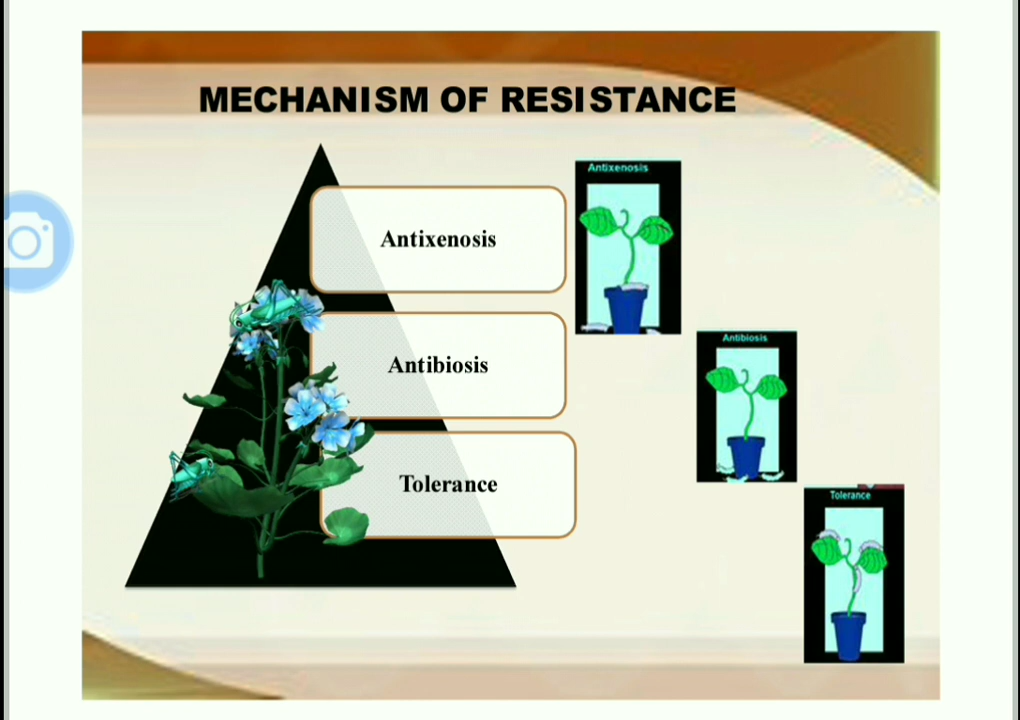 MECHANISM OF RESISTANCE
Antixenosis
Antibiosis
Tolerance
Antixenosis
Antibiosis
Tolerance